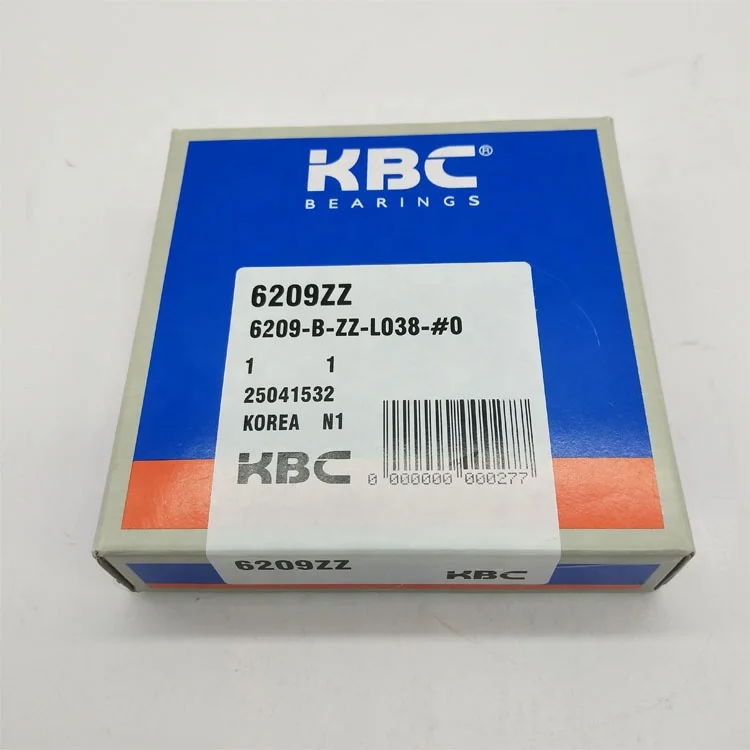 KBC®
BEARINGS
6209ZZ
6209-B-ZZ-L038-#0
1 1
25041532
KOREA N1
KBC
0 000000 000277
6209ZZ
KBC